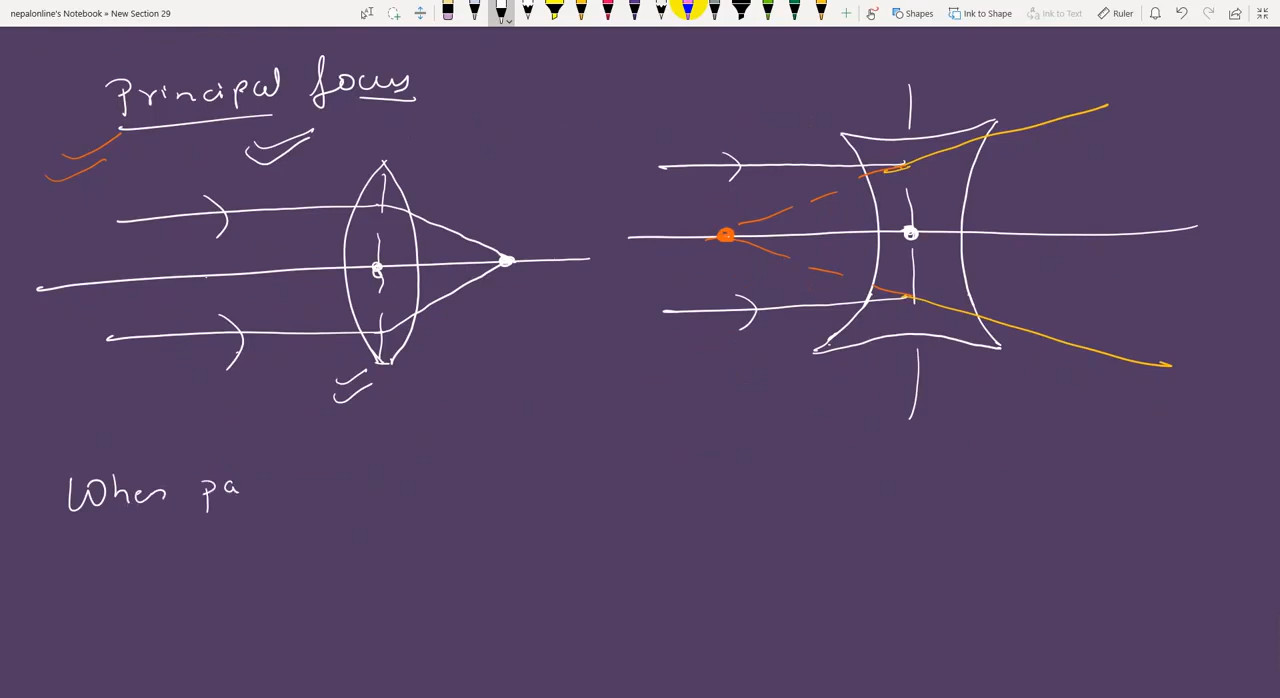 nepalonline's Notebook » New Section 29
Shapes
Ink to Shape
Ink to Text
Ruler
Principal focus
When pa